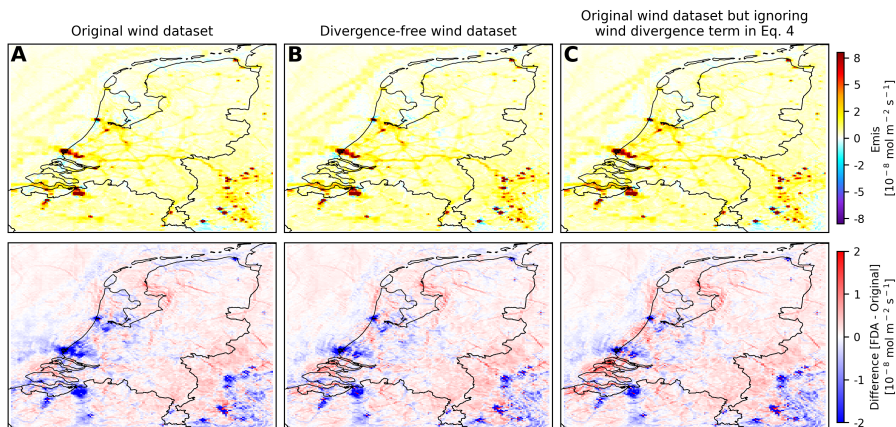 Original wind dataset
Divergence-free wind dataset
Original wind dataset but ignoring
wind divergence term in Eq. 4
A
B
C
8
5
2
0
-2
-5
-8
Emis
[10⁻⁸ mol m⁻² s⁻¹]
2
1
0
-1
-2
Difference [FDA - Original]
[10⁻⁸ mol m⁻² s⁻¹]